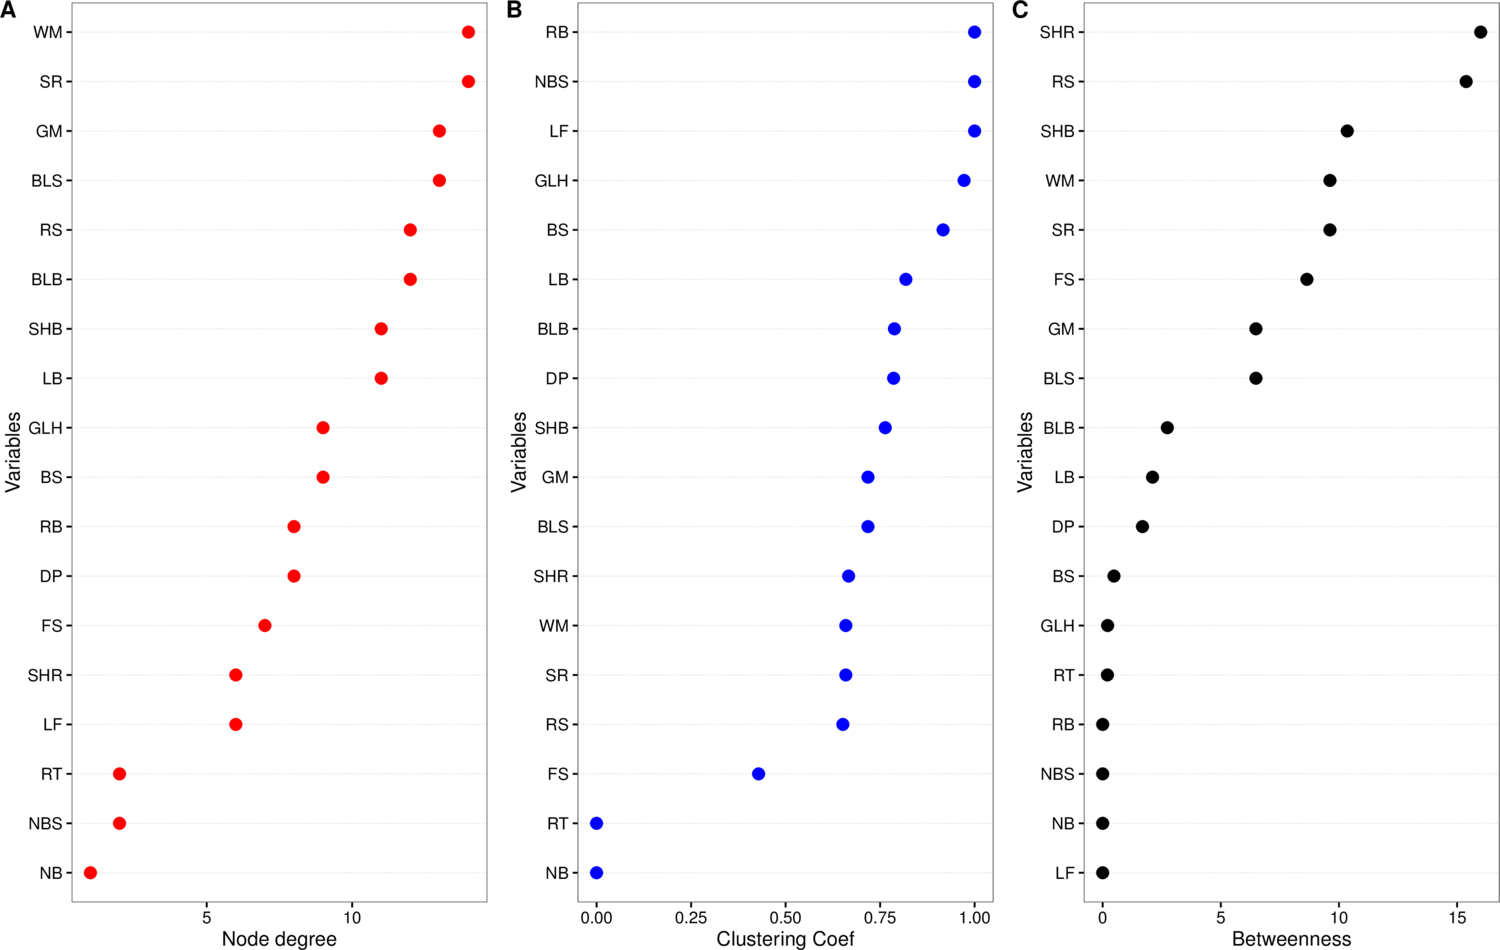 A
WM
SR
GM
BLS
RS
BLB
SHB
LB
GLH
BS
RB
DP
FS
SHR
LF
RT
NBS
NB
Variables
5 10
Node degree
B
RB
NBS
LF
GLH
BS
LB
BLB
DP
SHB
GM
BLS
SHR
WM
SR
RS
FS
RT
NB
Variables
0.00 0.25 0.50 0.75 1.00
Clustering Coef
C
SHR
RS
SHB
WM
SR
FS
GM
BLS
BLB
LB
DP
BS
GLH
RT
RB
NBS
NB
LF
Variables
0 5 10 15
Betweenness